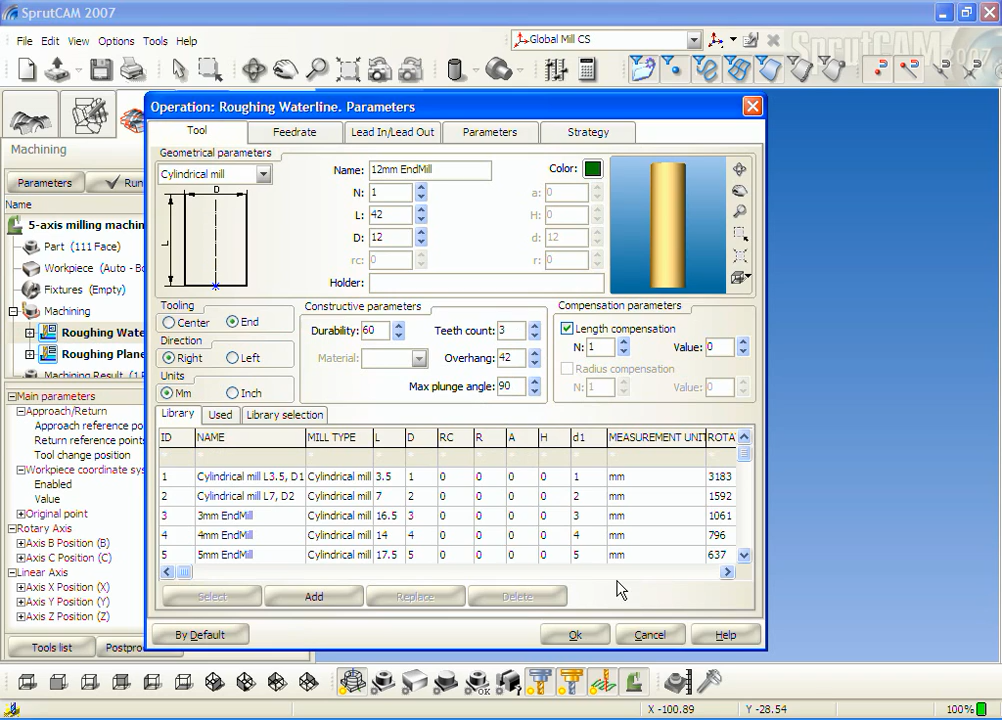 SprutCAM 2007
File Edit View Options Tools Help
Global Mill CS
SprutCAM 2007
Operation: Roughing Waterline. Parameters
Tool Feedrate Lead In/Lead Out Parameters Strategy
Machining
Parameters Run
Name
5-axis milling machin
Part (111 Face)
Workpiece (Auto - Bo
Fixtures (Empty)
Machining
Roughing Wate
Roughing Plane
Machining Result (1 P
Main parameters
Approach/Return
Approach reference po
Return reference points
Tool change position
Workpiece coordinate sys
Enabled
Value
Original point
Rotary Axis
Axis B Position (B)
Axis C Position (C)
Linear Axis
Axis X Position (X)
Axis Y Position (Y)
Axis Z Position (Z)
Tools list Postpro
Geometrical parameters
Cylindrical mill
D
L
Name: 12mm EndMill
Color:
N: 1
a: 0
L: 42
H: 0
D: 12
d: 12
rc: 0
r: 0
Holder:
Tooling
Center End
Direction
Right Left
Units
Mm Inch
Constructive parameters
Durability: 60 Teeth count: 3
Material: Overhang: 42
Max plunge angle: 90
Compensation parameters
Length compensation
N: 1 Value: 0
Radius compensation
N: 1 Value: 0
Library Used Library selection
ID NAME MILL TYPE L D RC R A H d1 MEASUREMENT UNIT ROTA
1 Cylindrical mill L3.5, D1 Cylindrical mill 3.5 1 0 0 0 0 1 mm 3183
2 Cylindrical mill L7, D2 Cylindrical mill 7 2 0 0 0 0 2 mm 1592
3 3mm EndMill Cylindrical mill 16.5 3 0 0 0 0 3 mm 1061
4 4mm EndMill Cylindrical mill 14 4 0 0 0 0 4 mm 796
5 5mm EndMill Cylindrical mill 17.5 5 0 0 0 0 5 mm 637
Select Add Replace Delete
By Default Ok Cancel Help
OK
X -100.89 Y -28.54 100%